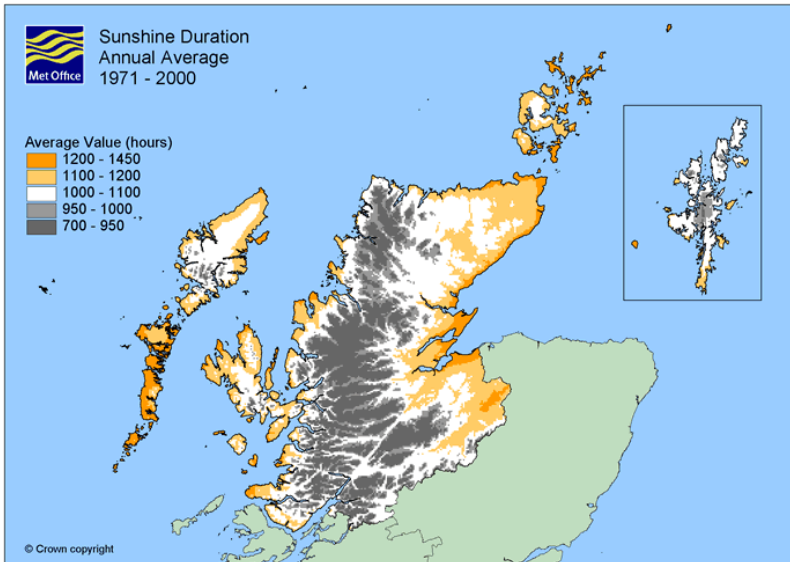 Met Office
Sunshine Duration
Annual Average
1971 - 2000
Average Value (hours)
1200 - 1450
1100 - 1200
1000 - 1100
950 - 1000
700 - 950
© Crown copyright